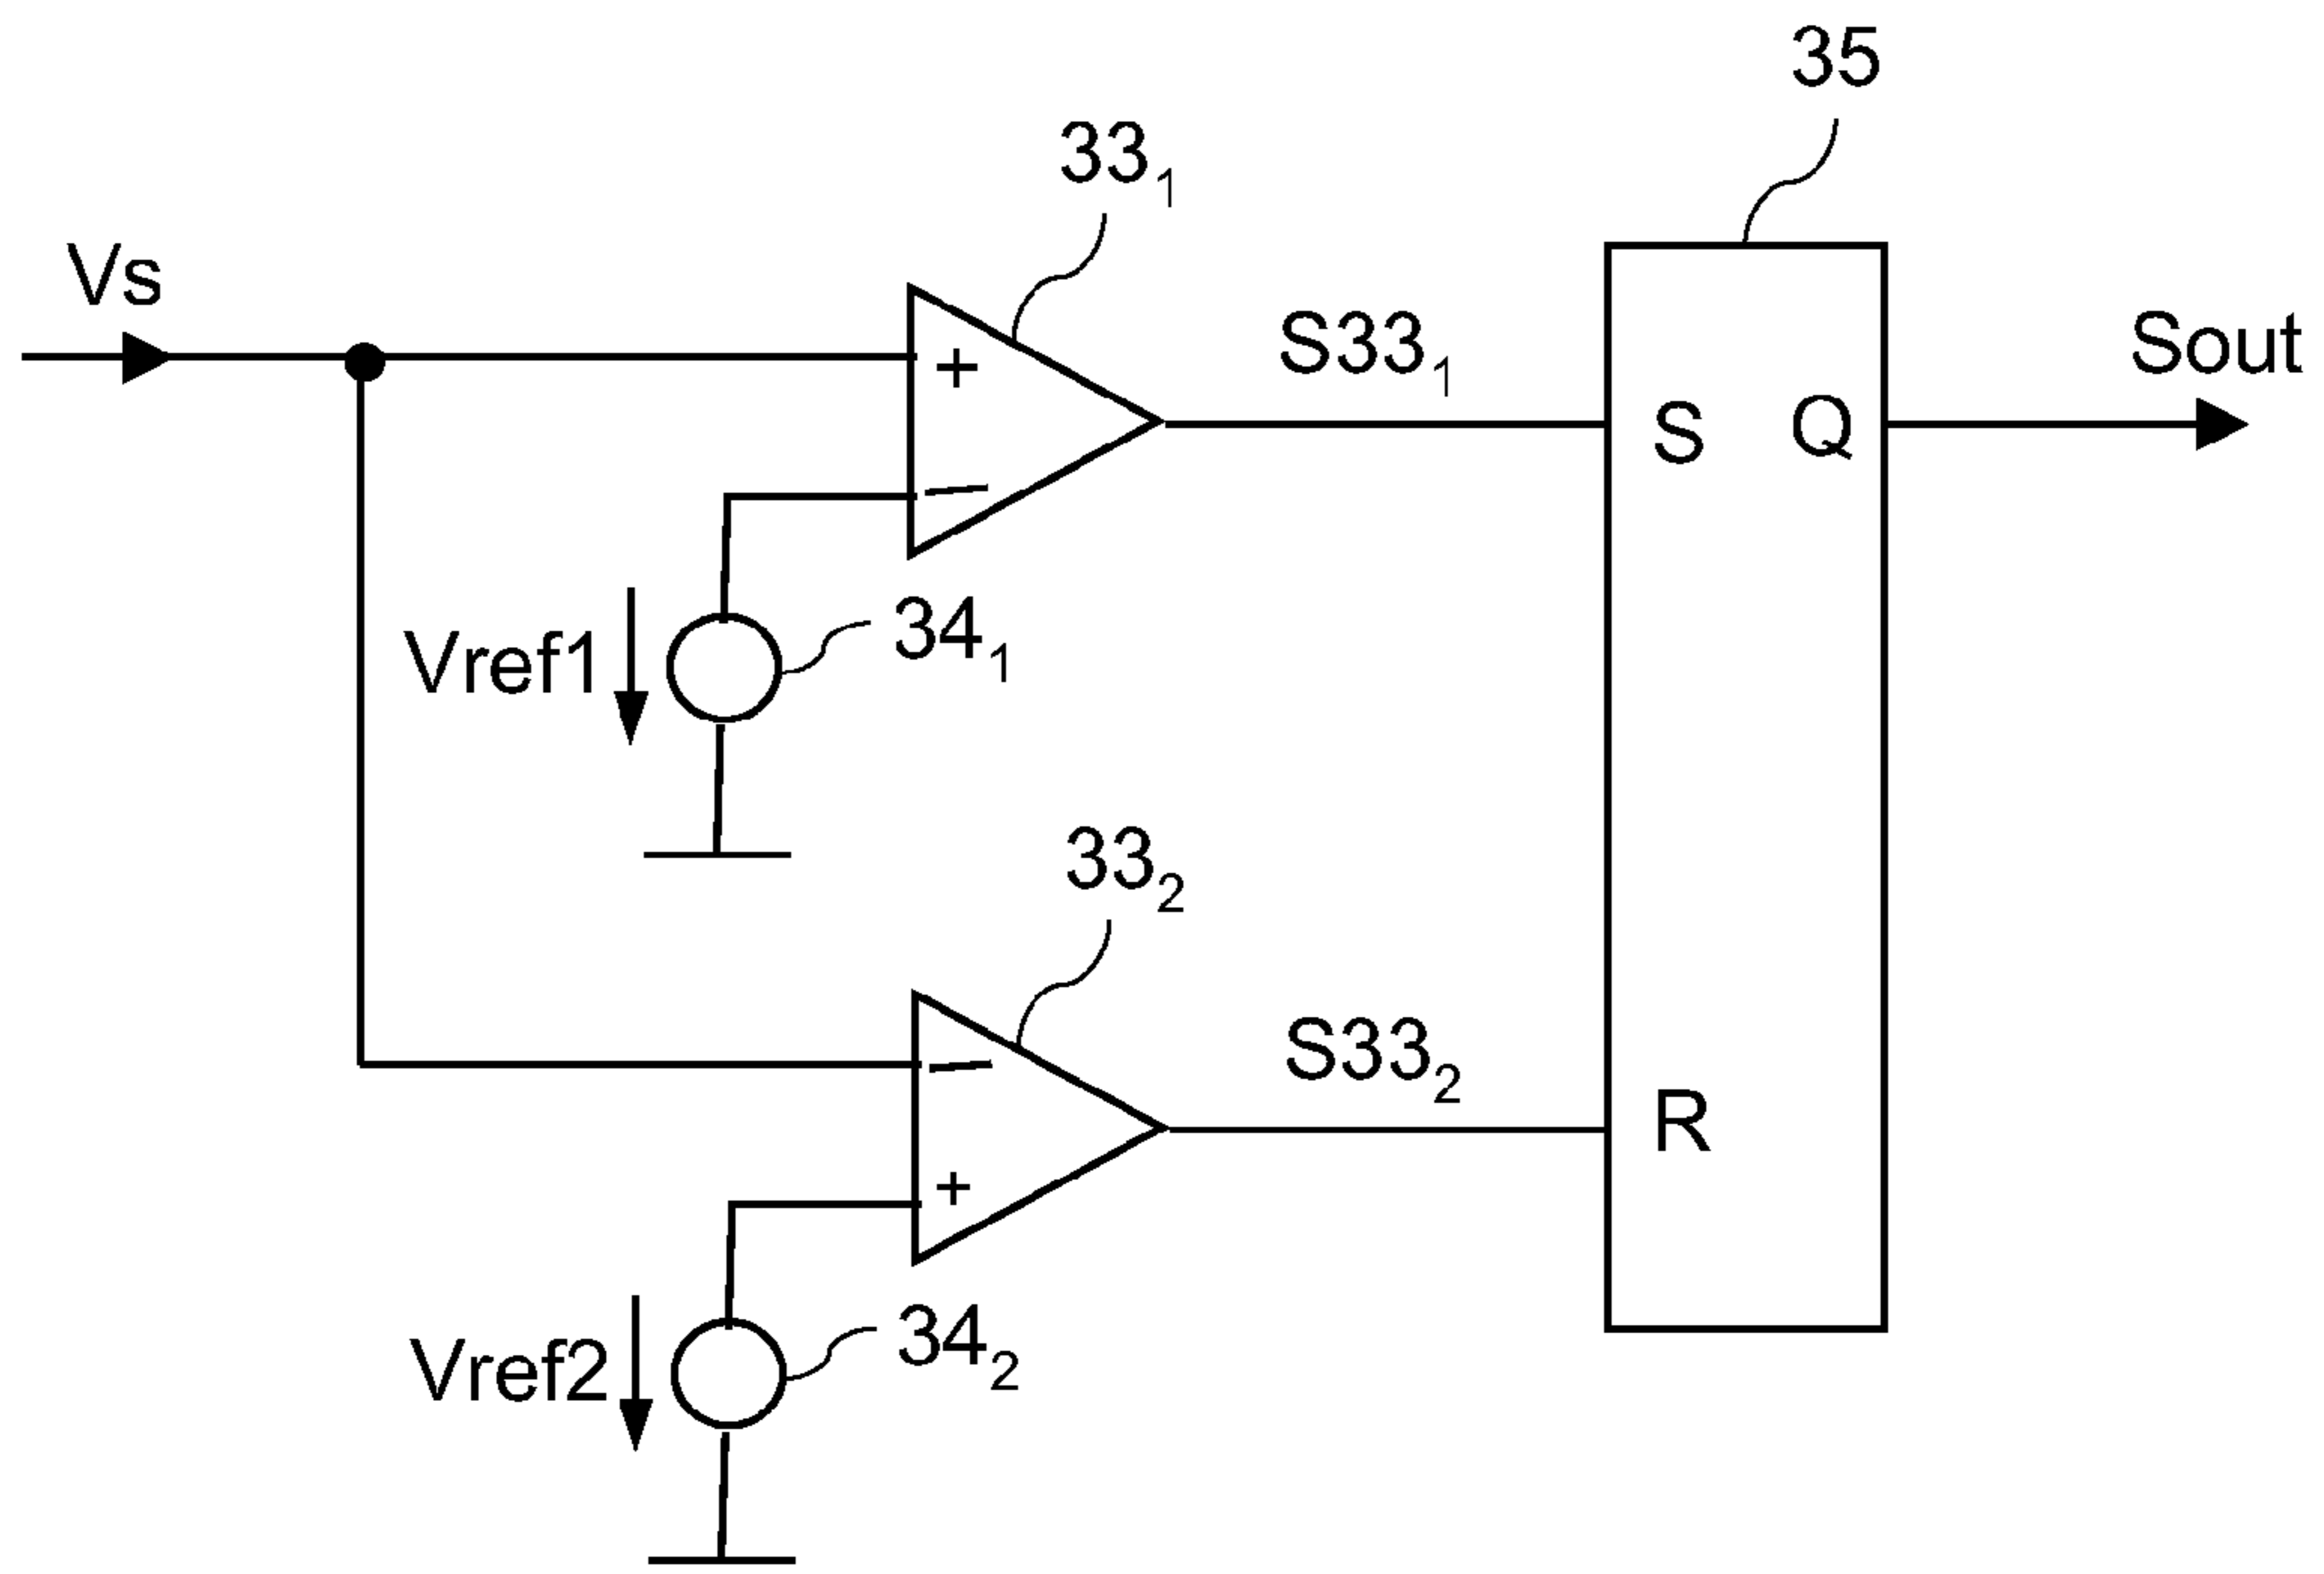 35
33₁
Vs
S33₁
Sout
+
S Q
−
34₁
Vref1
33₂
S33₂
−
R
+
34₂
Vref2